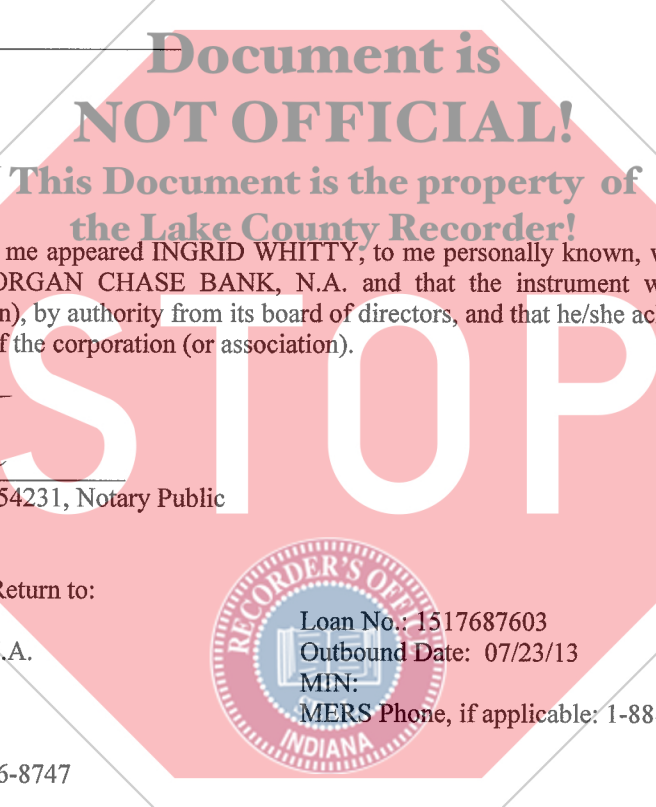 Document is
NOT OFFICIAL!
This Document is the property of
the Lake County Recorder!
me appeared INGRID WHITTY, to me personally known, w
ORGAN CHASE BANK, N.A. and that the instrument w
n), by authority from its board of directors, and that he/she ac
f the corporation (or association).
STOP
54231, Notary Public
Return to:
RECORDER'S OFFICE
Loan No.: 1517687603
.A.
Outbound Date: 07/23/13
MIN:
SEAL
MERS Phone, if applicable: 1-88
INDIANA
6-8747